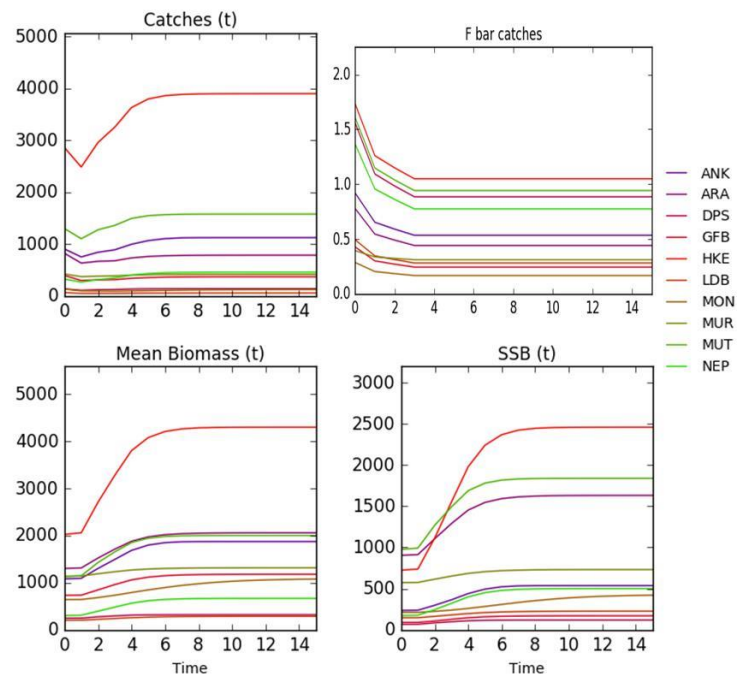 Catches (t)
5000
4000
3000
2000
1000
0
0 2 4 6 8 10 12 14
F bar catches
2.0
1.5
1.0
0.5
0.0
0 2 4 6 8 10 12 14
ANK
ARA
DPS
GFB
HKE
LDB
MON
MUR
MUT
NEP
Mean Biomass (t)
5000
4000
3000
2000
1000
0
0 2 4 6 8 10 12 14
Time
SSB (t)
3000
2500
2000
1500
1000
500
0
0 2 4 6 8 10 12 14
Time